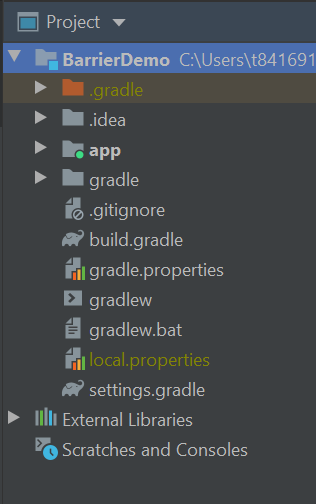 Project
BarrierDemo C:\Users\t841691
.gradle
.idea
app
gradle
.gitignore
build.gradle
gradle.properties
gradlew
gradlew.bat
local.properties
settings.gradle
External Libraries
Scratches and Consoles